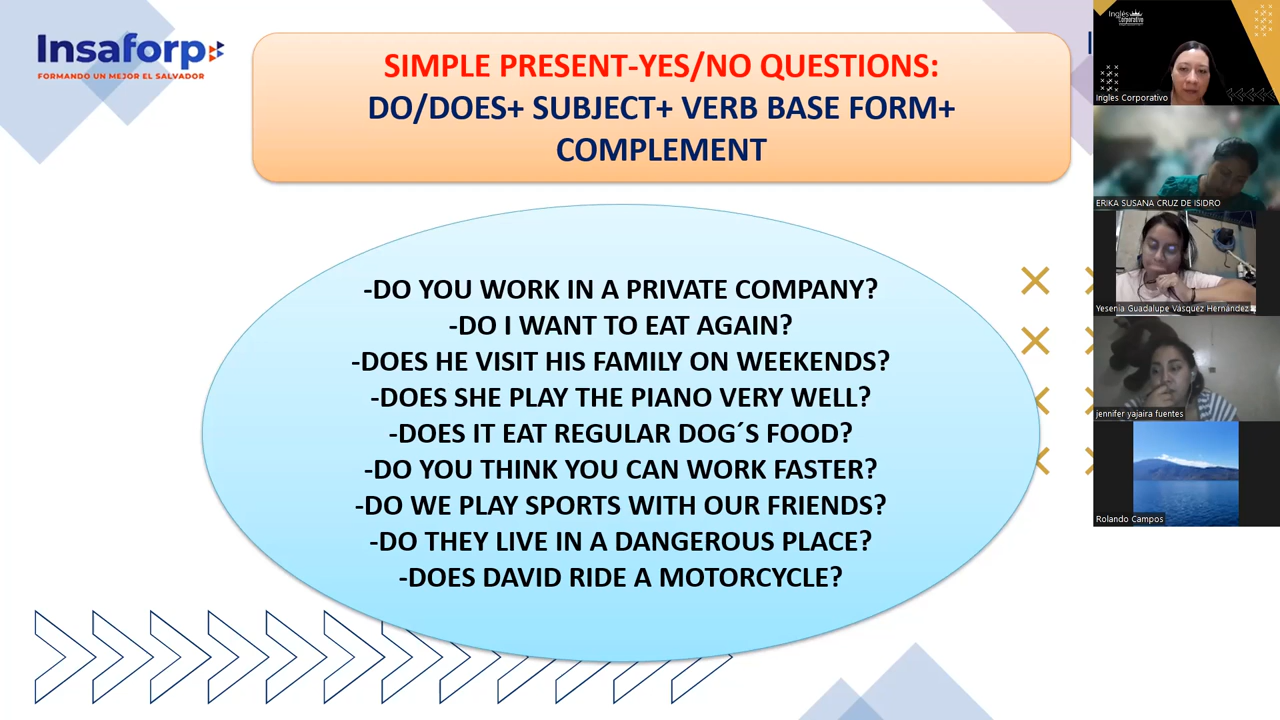 Insaforp
FORMANDO UN MEJOR EL SALVADOR
SIMPLE PRESENT-YES/NO QUESTIONS:
DO/DOES+ SUBJECT+ VERB BASE FORM+
COMPLEMENT
-DO YOU WORK IN A PRIVATE COMPANY?
-DO I WANT TO EAT AGAIN?
-DOES HE VISIT HIS FAMILY ON WEEKENDS?
-DOES SHE PLAY THE PIANO VERY WELL?
-DOES IT EAT REGULAR DOG´S FOOD?
-DO YOU THINK YOU CAN WORK FASTER?
-DO WE PLAY SPORTS WITH OUR FRIENDS?
-DO THEY LIVE IN A DANGEROUS PLACE?
-DOES DAVID RIDE A MOTORCYCLE?
Inglés
Corporativo
Ingles Corporativo
ERIKA SUSANA CRUZ DE ISIDRO
Yesenia Guadalupe Vásquez Hernández
jennifer yajaira fuentes
Rolando Campos